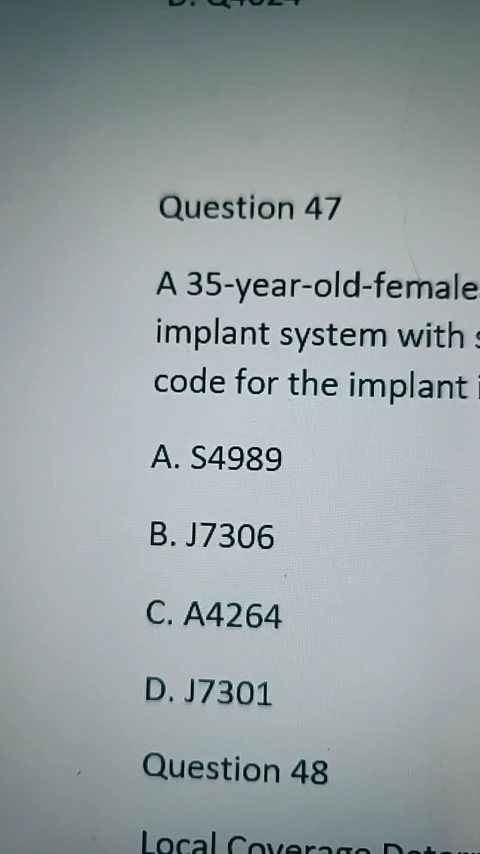 Question 47
A 35-year-old-female
implant system with
code for the implant
A. S4989
B. J7306
C. A4264
D. J7301
Question 48
Local Coverage